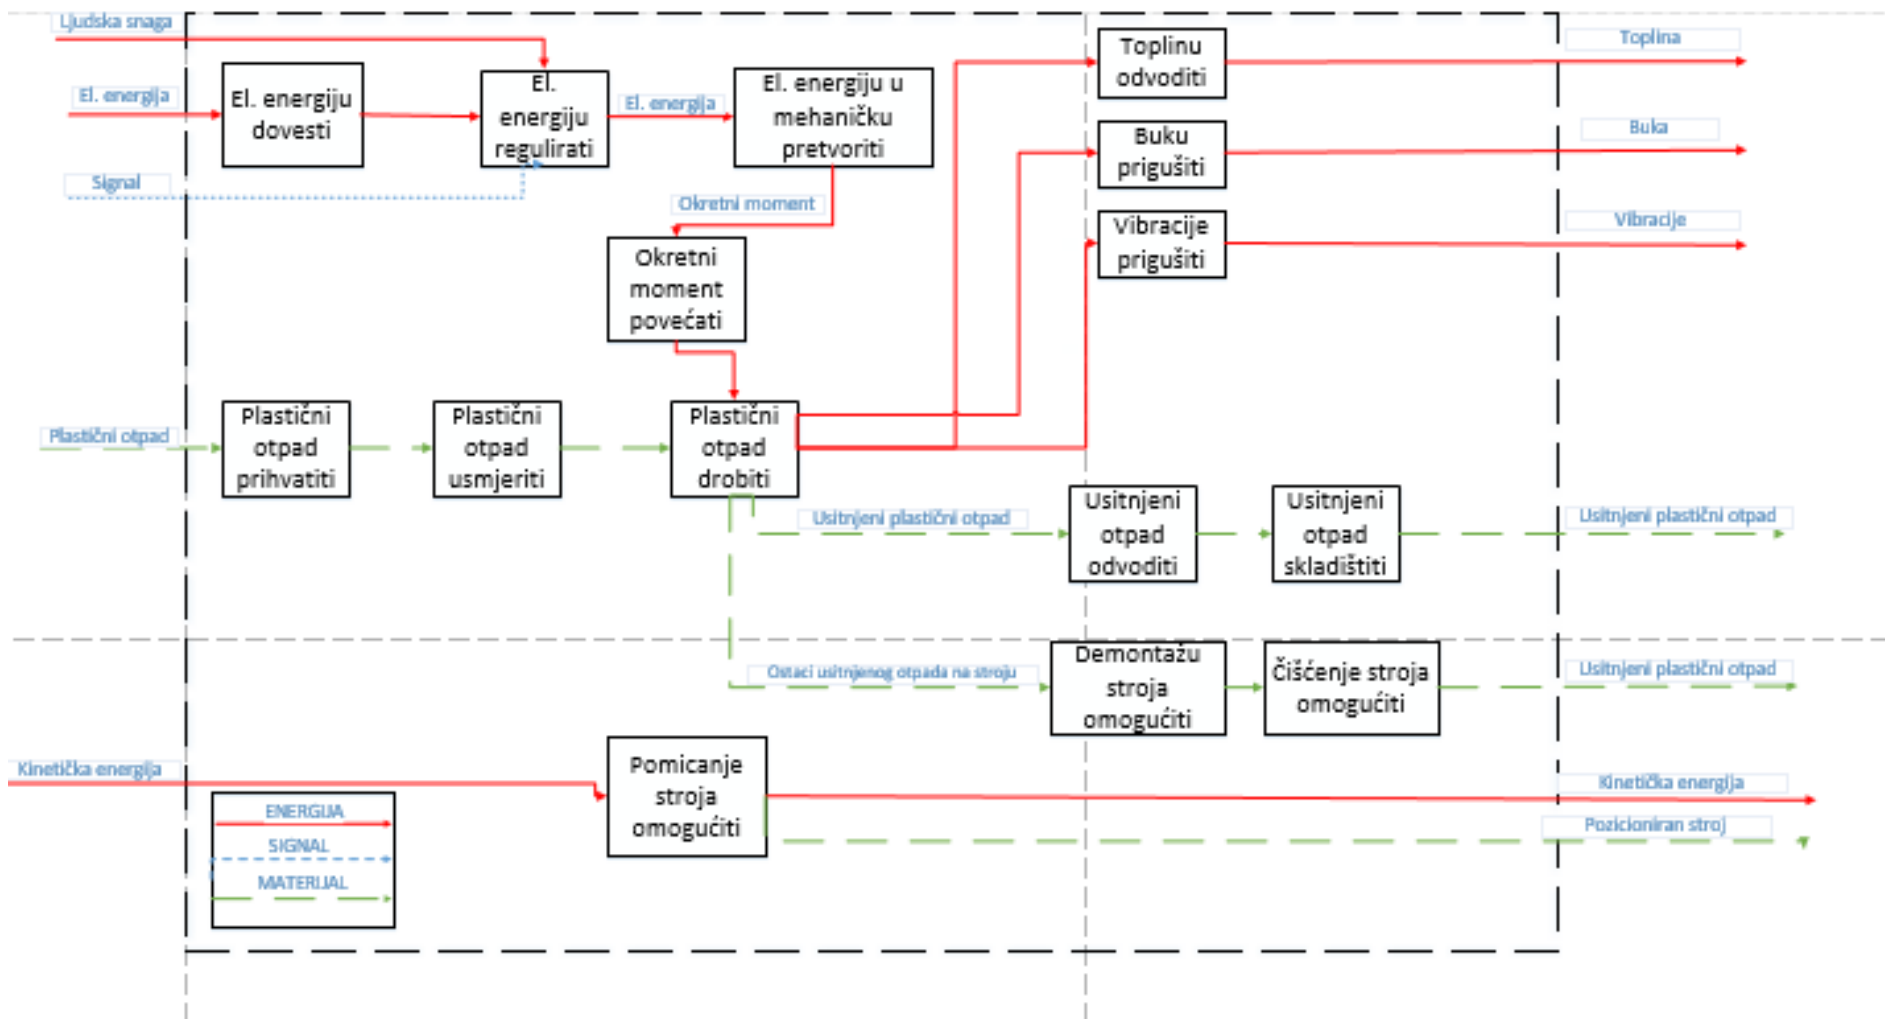 Ljudska snaga
El. energija
El. energiju
dovesti
El.
energiju
regulirati
El. energija
El. energiju u
mehaničku
pretvoriti
Signal
Okretni moment
Okretni
moment
povećati
Toplinu
odvoditi
Toplina
Buku
prigušiti
Buka
Vibracije
prigušiti
Vibracije
Plastični otpad
Plastični
otpad
prihvatiti
Plastični
otpad
usmjeriti
Plastični
otpad
drobiti
Usitnjeni plastični otpad
Usitnjeni
otpad
odvoditi
Usitnjeni
otpad
skladištiti
Usitnjeni plastični otpad
Ostaci usitnjenog otpada na stroju
Demontažu
stroja
omogućiti
Čišćenje stroja
omogućiti
Usitnjeni plastični otpad
Kinetička energija
Pomicanje
stroja
omogućiti
Kinetička energija
Pozicioniran stroj
ENERGIJA
SIGNAL
MATERIJAL